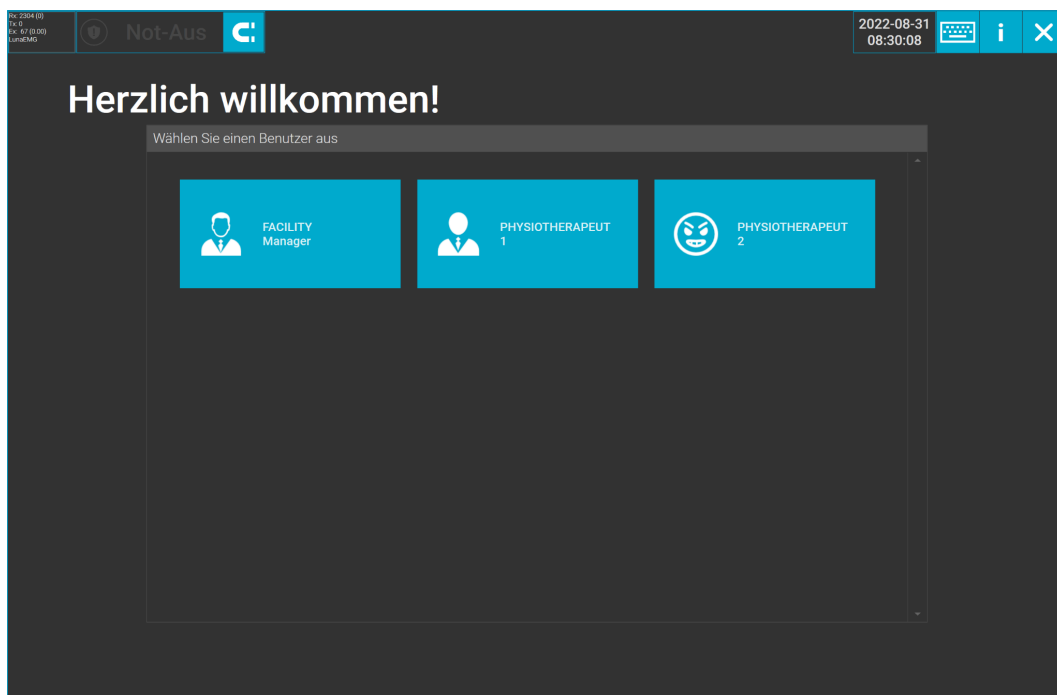 Rx: 2304 (0)
Tx: 0
Ex: 67 (0.00)
LunaEMG
Not-Aus
2022-08-31
08:30:08
i
Herzlich willkommen!
Wählen Sie einen Benutzer aus
FACILITY
Manager
PHYSIOTHERAPEUT
1
PHYSIOTHERAPEUT
2